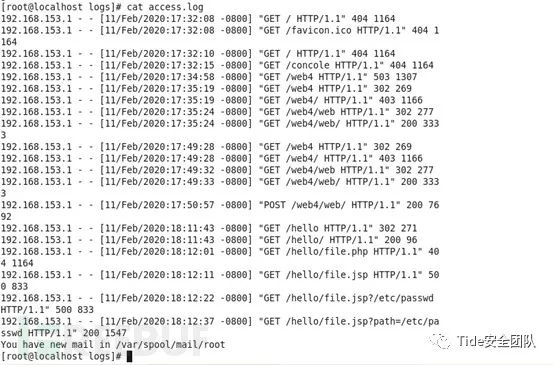 [root@localhost logs]# cat access.log
192.168.153.1 - - [11/Feb/2020:17:32:08 -0800] "GET / HTTP/1.1" 404 1164
192.168.153.1 - - [11/Feb/2020:17:32:08 -0800] "GET /favicon.ico HTTP/1.1" 404 1
164
192.168.153.1 - - [11/Feb/2020:17:32:10 -0800] "GET / HTTP/1.1" 404 1164
192.168.153.1 - - [11/Feb/2020:17:32:15 -0800] "GET /concole HTTP/1.1" 404 1164
192.168.153.1 - - [11/Feb/2020:17:34:58 -0800] "GET /web4 HTTP/1.1" 503 1307
192.168.153.1 - - [11/Feb/2020:17:35:19 -0800] "GET /web4 HTTP/1.1" 302 269
192.168.153.1 - - [11/Feb/2020:17:35:19 -0800] "GET /web4/ HTTP/1.1" 403 1166
192.168.153.1 - - [11/Feb/2020:17:35:24 -0800] "GET /web4/web HTTP/1.1" 302 277
192.168.153.1 - - [11/Feb/2020:17:35:24 -0800] "GET /web4/web/ HTTP/1.1" 200 333
3
192.168.153.1 - - [11/Feb/2020:17:49:28 -0800] "GET /web4 HTTP/1.1" 302 269
192.168.153.1 - - [11/Feb/2020:17:49:28 -0800] "GET /web4/ HTTP/1.1" 403 1166
192.168.153.1 - - [11/Feb/2020:17:49:32 -0800] "GET /web4/web HTTP/1.1" 302 277
192.168.153.1 - - [11/Feb/2020:17:49:33 -0800] "GET /web4/web/ HTTP/1.1" 200 333
3
192.168.153.1 - - [11/Feb/2020:17:50:57 -0800] "POST /web4/web/ HTTP/1.1" 200 76
92
192.168.153.1 - - [11/Feb/2020:18:11:43 -0800] "GET /hello HTTP/1.1" 302 271
192.168.153.1 - - [11/Feb/2020:18:11:43 -0800] "GET /hello/ HTTP/1.1" 200 96
192.168.153.1 - - [11/Feb/2020:18:12:01 -0800] "GET /hello/file.php HTTP/1.1" 40
4 1164
192.168.153.1 - - [11/Feb/2020:18:12:11 -0800] "GET /hello/file.jsp HTTP/1.1" 50
0 833
192.168.153.1 - - [11/Feb/2020:18:12:22 -0800] "GET /hello/file.jsp?/etc/passwd
HTTP/1.1" 500 833
192.168.153.1 - - [11/Feb/2020:18:12:37 -0800] "GET /hello/file.jsp?path=/etc/pa
sswd HTTP/1.1" 200 1547
You have new mail in /var/spool/mail/root
[root@localhost logs]#
Tide安全团队